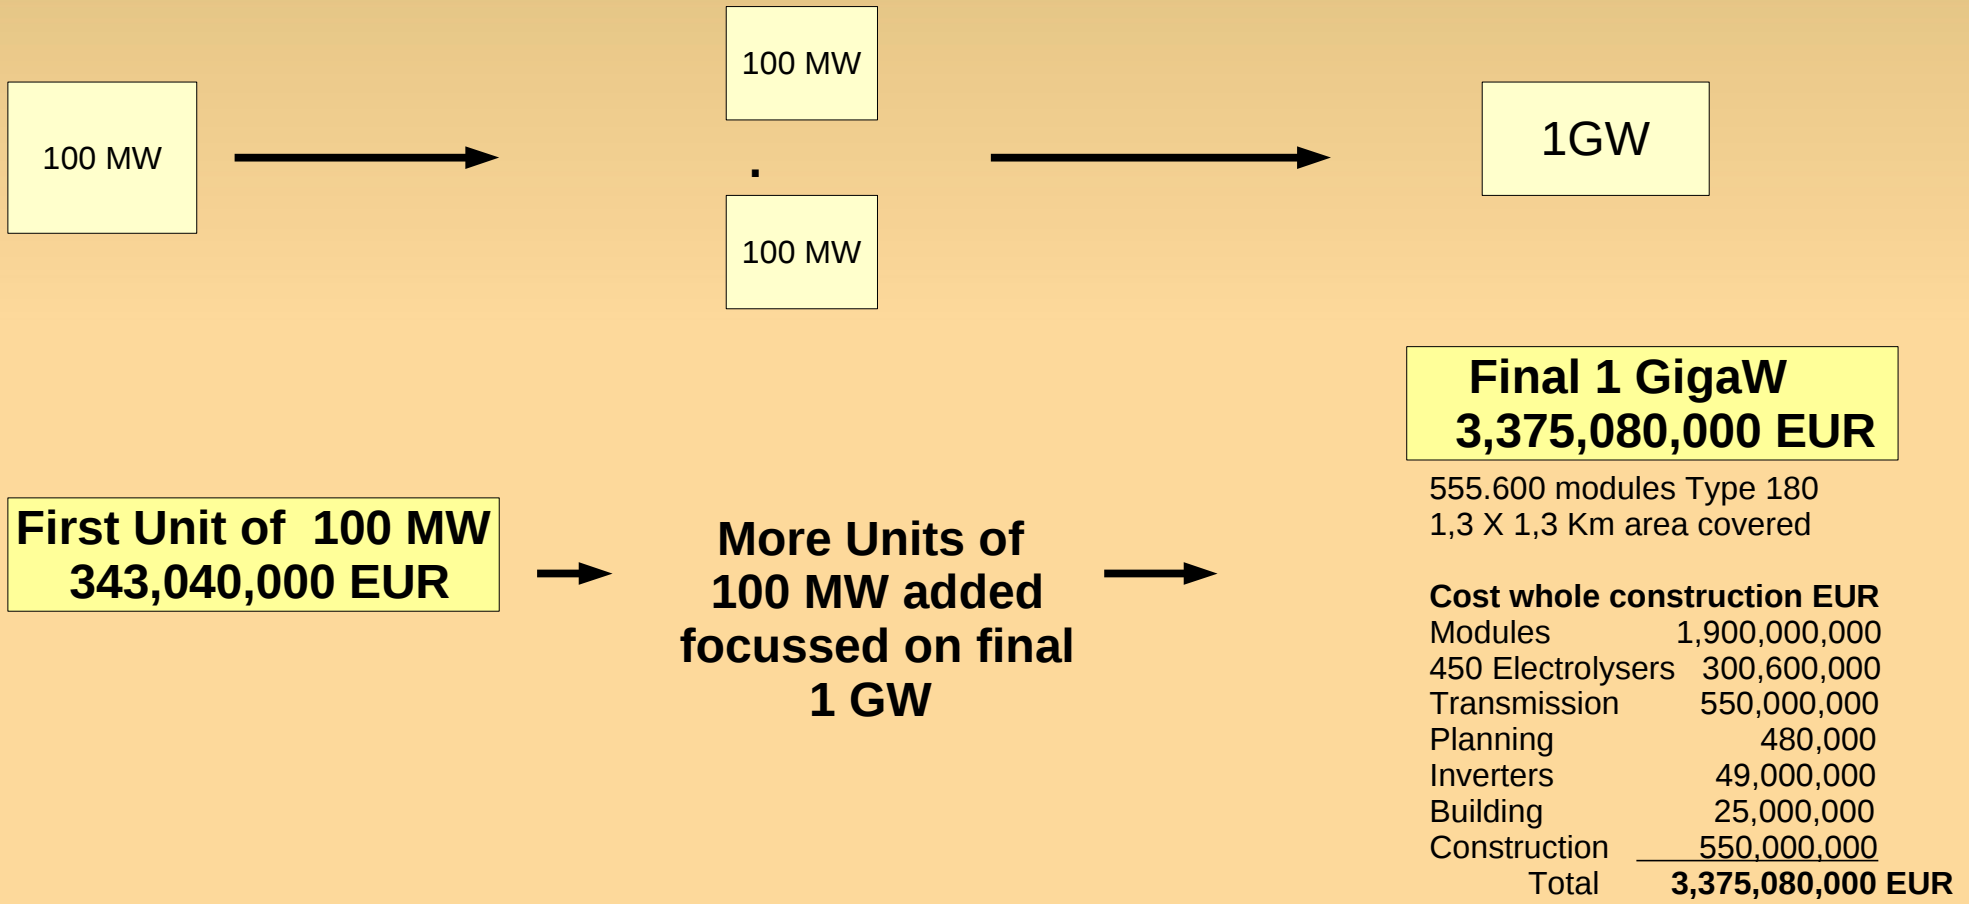 100 MW
100 MW
.
100 MW
1GW
First Unit of 100 MW
343,040,000 EUR
More Units of
100 MW added
focussed on final
1 GW
Final 1 GigaW
3,375,080,000 EUR
555.600 modules Type 180
1,3 X 1,3 Km area covered
Cost whole construction EUR
Modules 1,900,000,000
450 Electrolysers 300,600,000
Transmission 550,000,000
Planning 480,000
Inverters 49,000,000
Building 25,000,000
Construction 550,000,000
Total 3,375,080,000 EUR